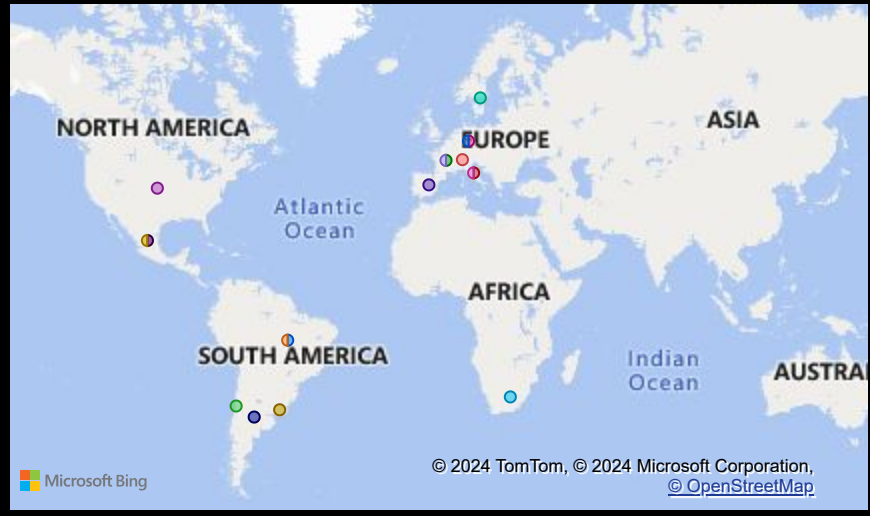 NORTH AMERICA
EUROPE
ASIA
Atlantic
Ocean
AFRICA
SOUTH AMERICA
Indian
Ocean
AUSTRA
© 2024 TomTom, © 2024 Microsoft Corporation,
Microsoft Bing
© OpenStreetMap